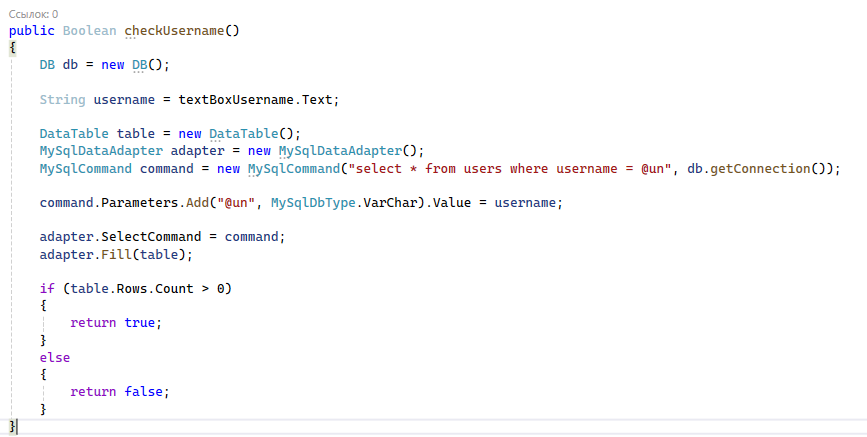 Ссылок: 0
public Boolean checkUsername()
{
    DB db = new DB();

    String username = textBoxUsername.Text;

    DataTable table = new DataTable();
    MySqlDataAdapter adapter = new MySqlDataAdapter();
    MySqlCommand command = new MySqlCommand("select * from users where username = @un", db.getConnection());

    command.Parameters.Add("@un", MySqlDbType.VarChar).Value = username;

    adapter.SelectCommand = command;
    adapter.Fill(table);

    if (table.Rows.Count > 0)
    {
        return true;
    }
    else
    {
        return false;
    }
}